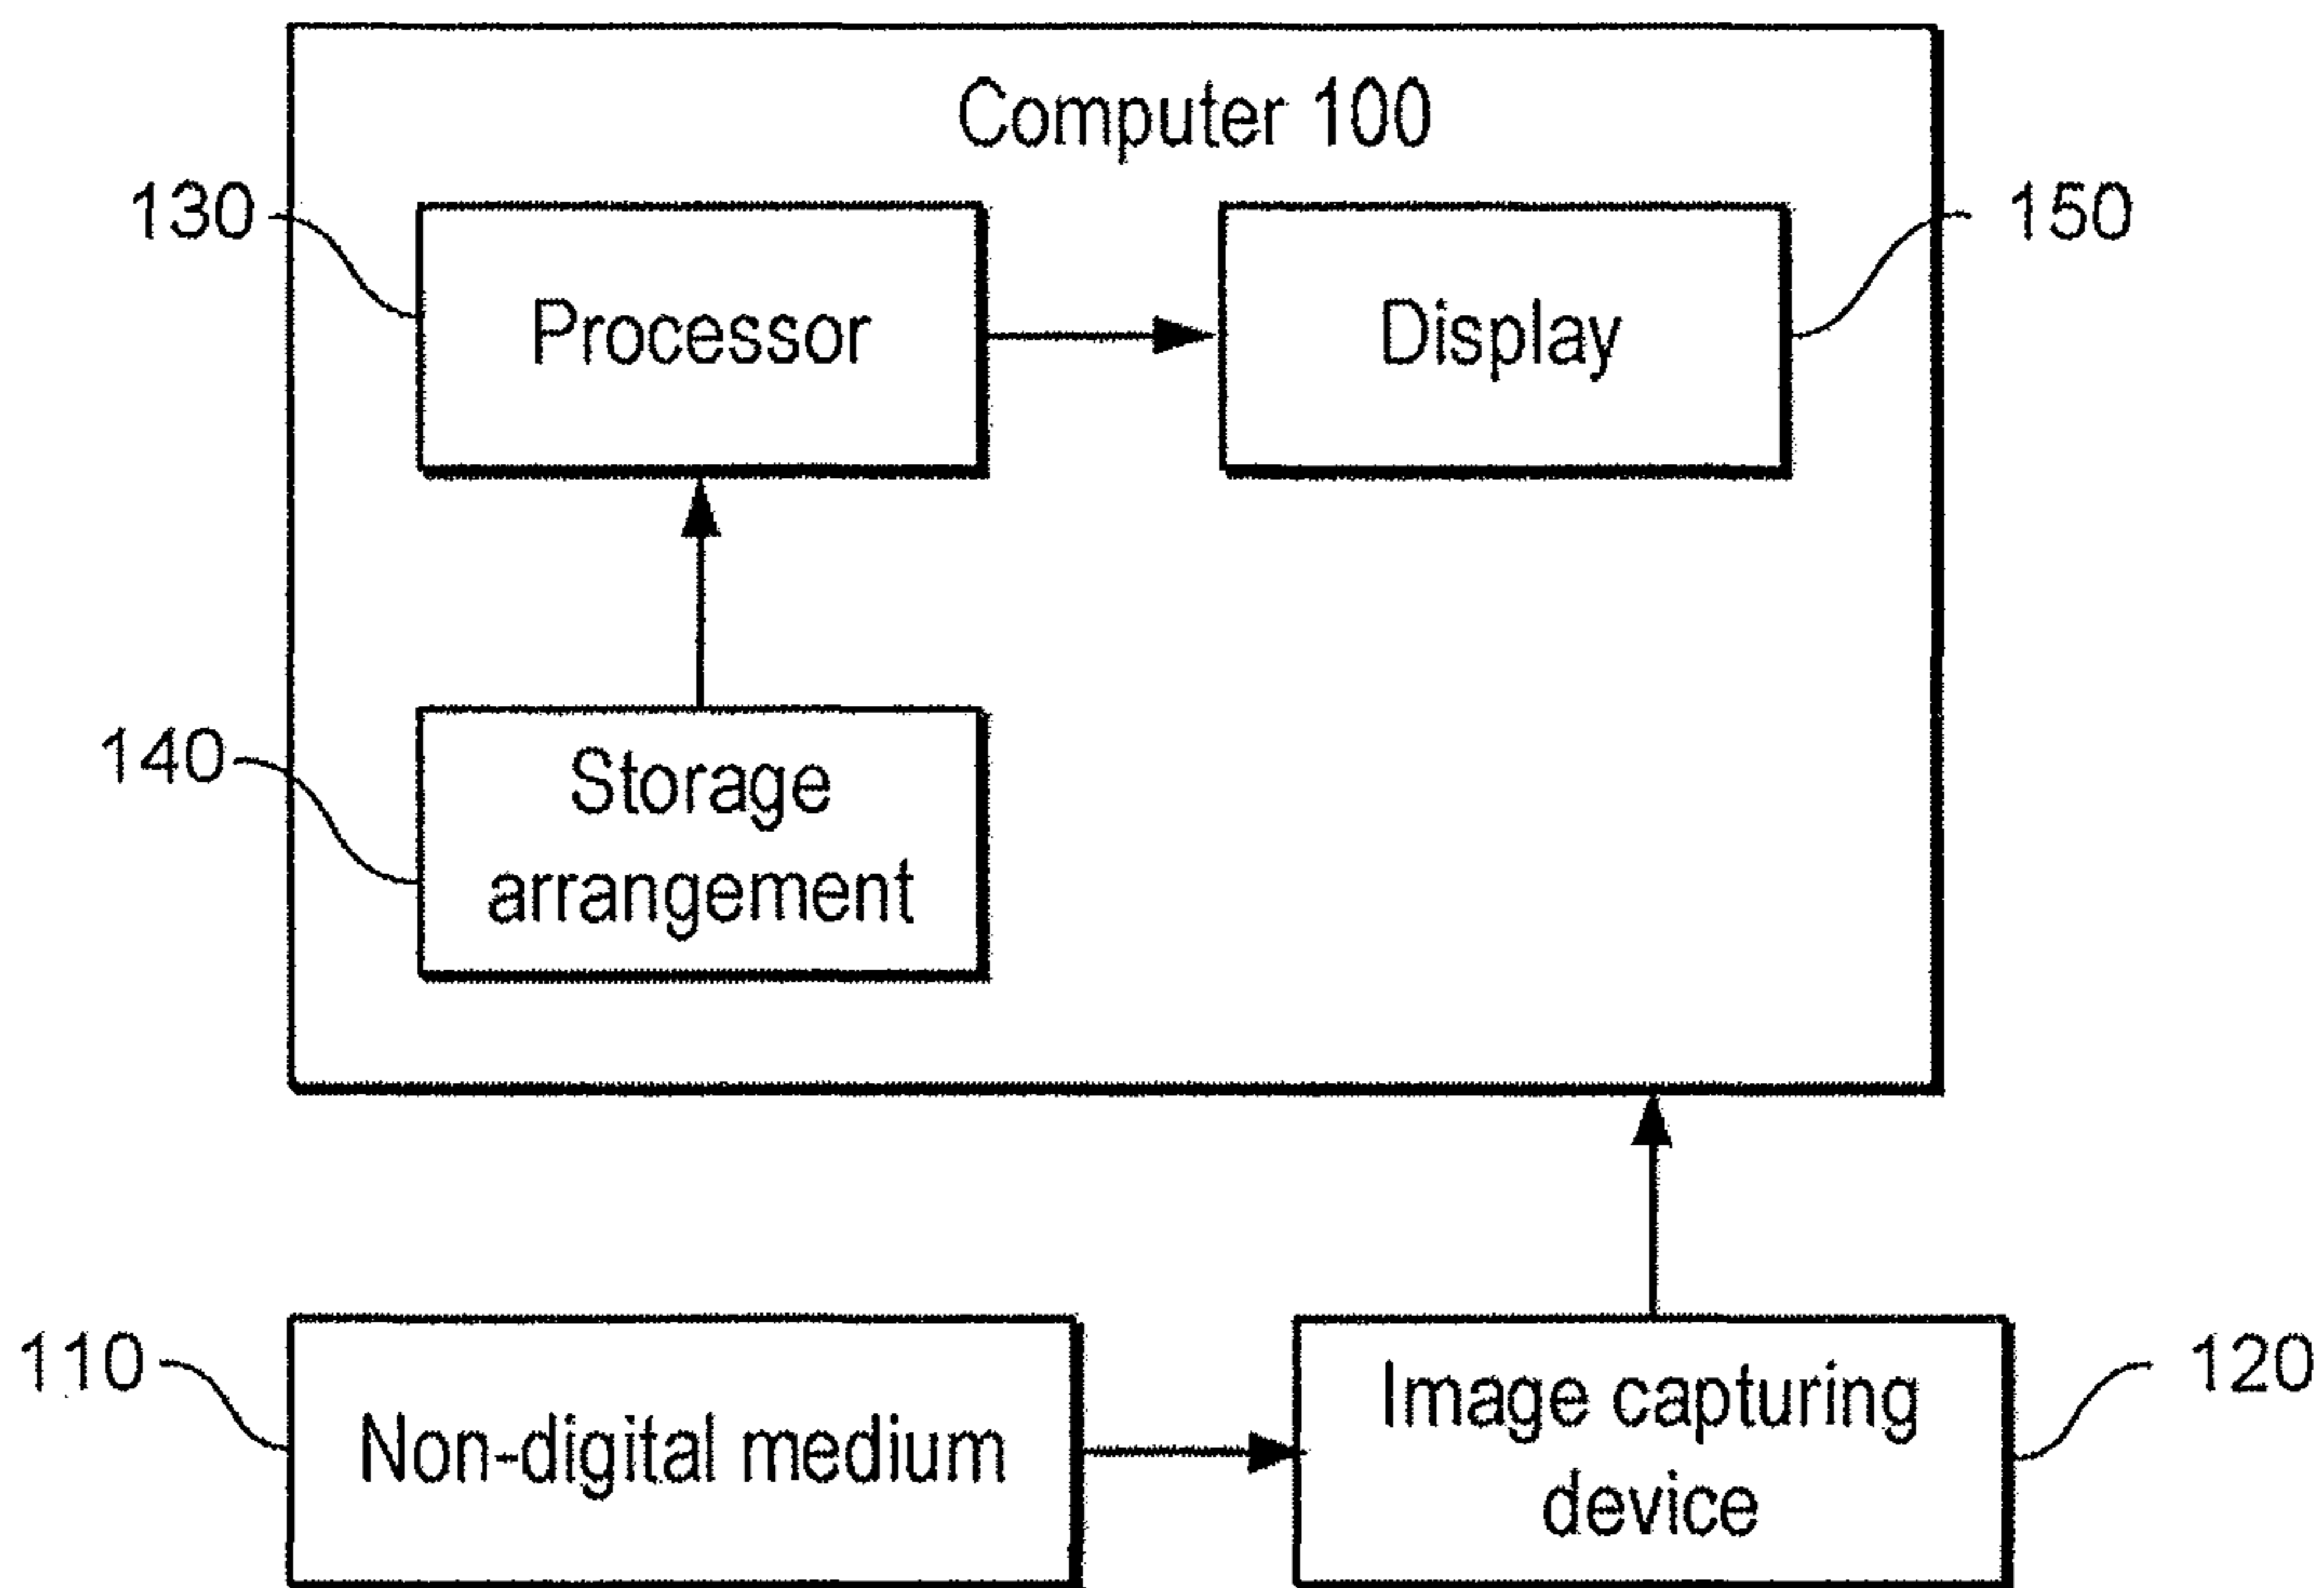 Computer 100
130
150
Processor
Display
140
Storage
arrangement
110
120
Non-digital medium
Image capturing
device